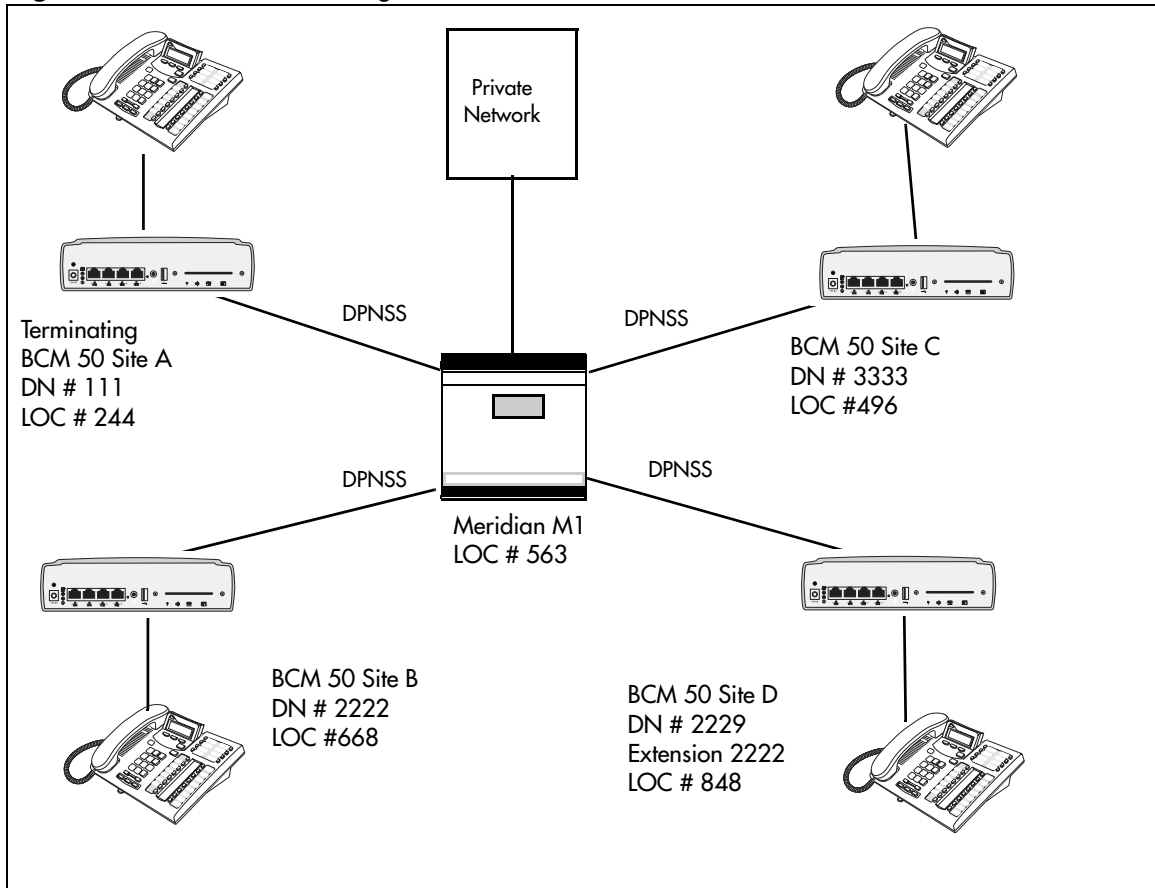 Private
Network
DPNSS
DPNSS
Terminating
BCM 50 Site A
DN # 111
LOC # 244
BCM 50 Site C
DN # 3333
LOC #496
DPNSS
DPNSS
Meridian M1
LOC # 563
BCM 50 Site B
DN # 2222
LOC #668
BCM 50 Site D
DN # 2229
Extension 2222
LOC # 848